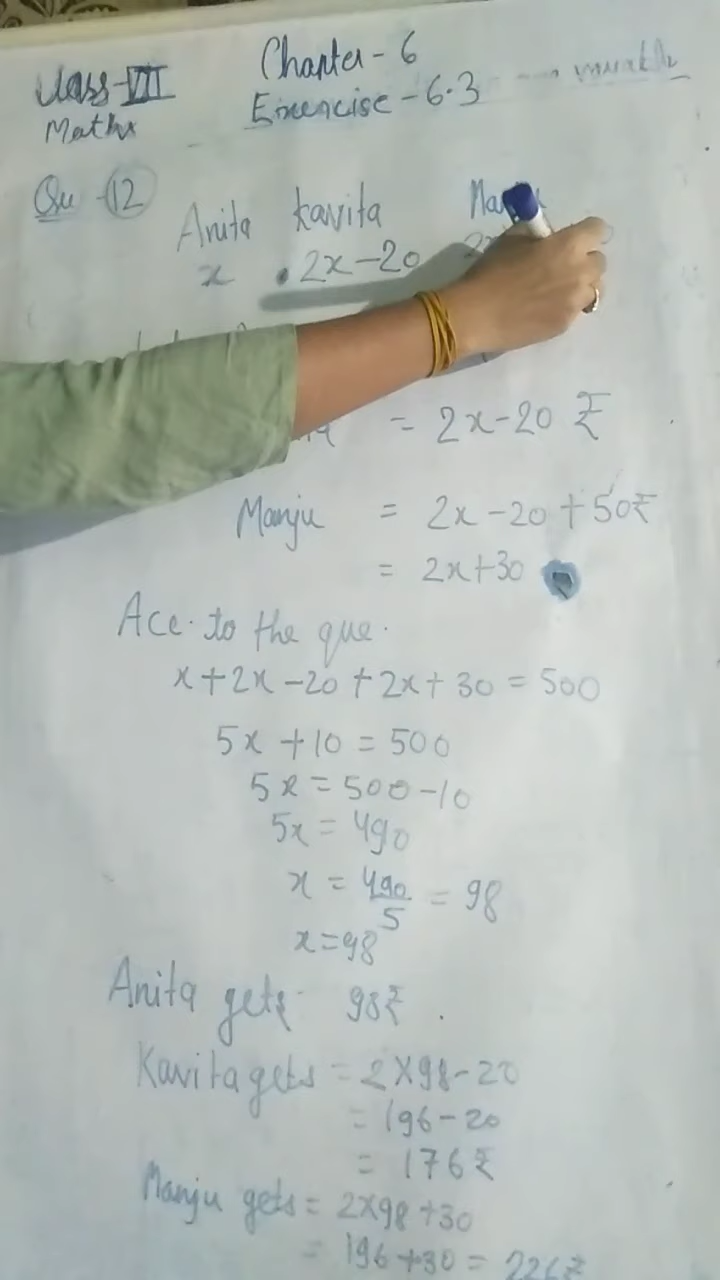 Class-VII
Maths
Chapter-6
Exercise-6.3
Qu-12
Anita Kavita
x 2x-20
= 2x-20 ₹
Manju = 2x-20+50₹
= 2x+30
Acc. to the que.
x+2x-20+2x+30=500
5x+10=500
5x=500-10
5x=490
x=490/5=98
x=98
Anita gets 98₹.
Kavita gets=2×98-20
=196-20
=176₹
Manju gets=2×98+30
=196+30=226₹